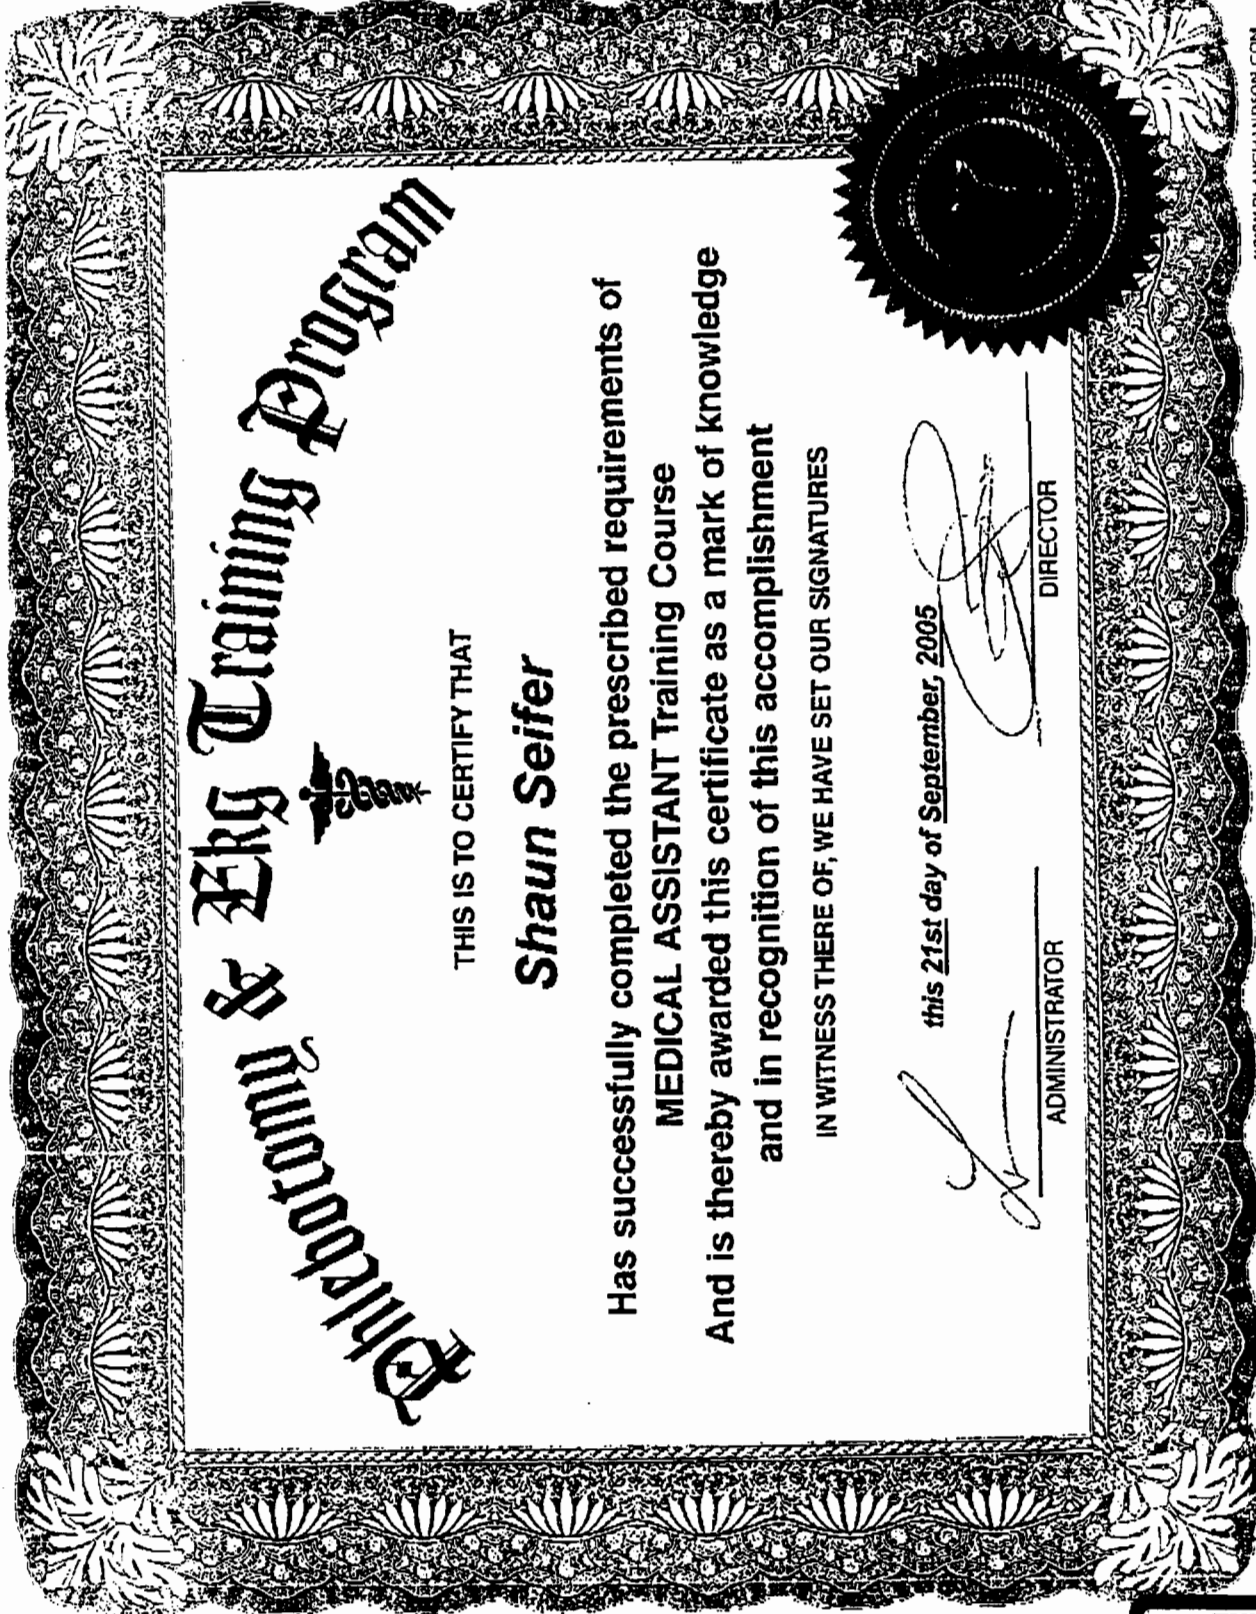 Phlebotomy & Ekg Training Program
THIS IS TO CERTIFY THAT
Shaun Seifer
Has successfully completed the prescribed requirements of
MEDICAL ASSISTANT Training Course
And is thereby awarded this certificate as a mark of knowledge
and in recognition of this accomplishment
IN WITNESS THERE OF, WE HAVE SET OUR SIGNATURES
this 21st day of September, 2005
ADMINISTRATOR
DIRECTOR